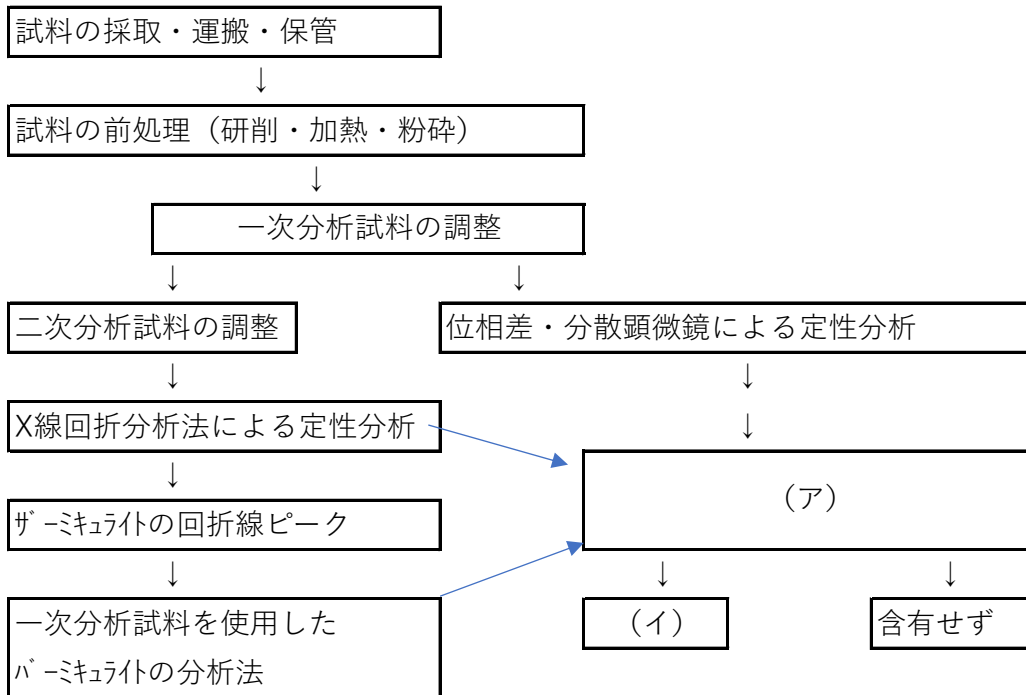 試料の採取・運搬・保管
↓
試料の前処理（研削・加熱・粉砕）
↓
一次分析試料の調整
↓ ↓
二次分析試料の調整 位相差・分散顕微鏡による定性分析
↓ ↓
X線回折分析法による定性分析 ↓
↓ （ア）
ｻﾞｰﾐｷｭﾗｲﾄの回折線ピーク
↓ ↓ ↓
一次分析試料を使用した （イ） 含有せず
ﾊﾞｰﾐｷｭﾗｲﾄの分析法